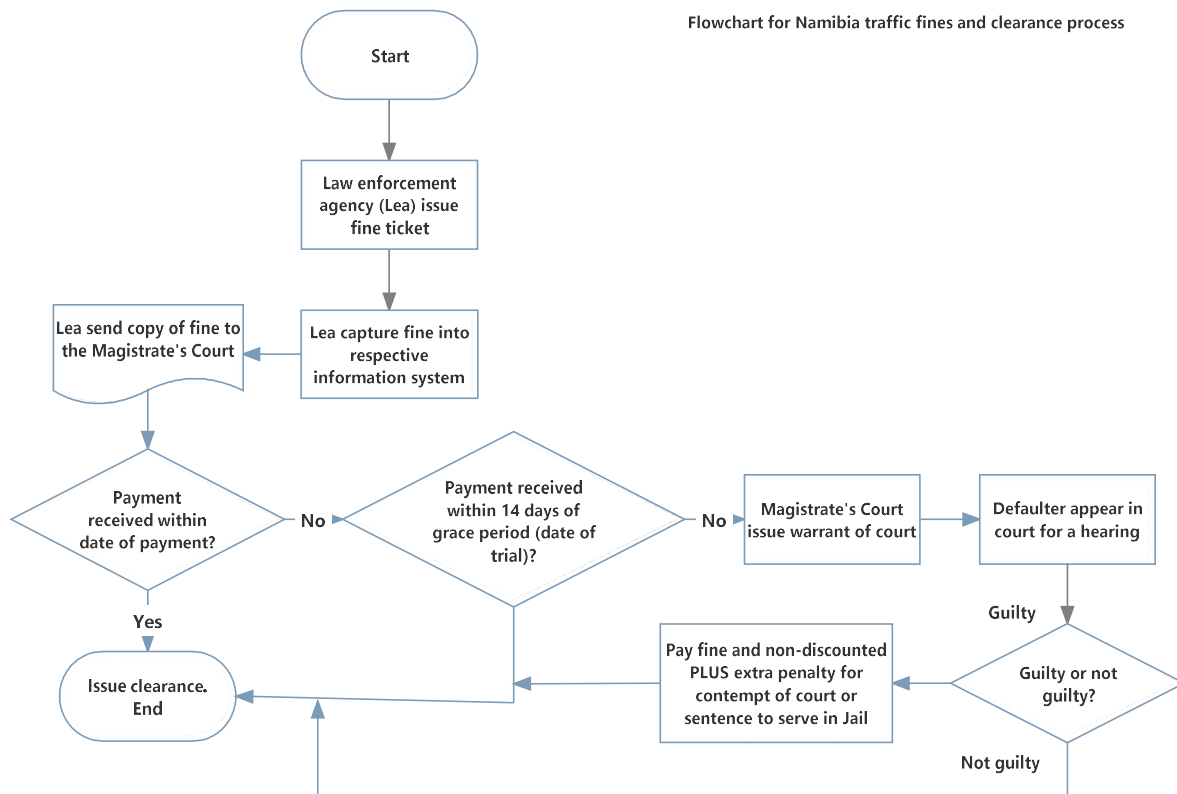 Flowchart for Namibia traffic fines and clearance process
Start
Law enforcement
agency (Lea) issue
fine ticket
Lea capture fine into
respective
information system
Lea send copy of fine to
the Magistrate's Court
Payment
received within
date of payment?
No
Payment received
within 14 days of
grace period (date of
trial)?
No
Magistrate's Court
issue warrant of court
Defaulter appear in
court for a hearing
Yes
Issue clearance.
End
Guilty
Guilty or not
guilty?
Pay fine and non-discounted
PLUS extra penalty for
contempt of court or
sentence to serve in Jail
Not guilty